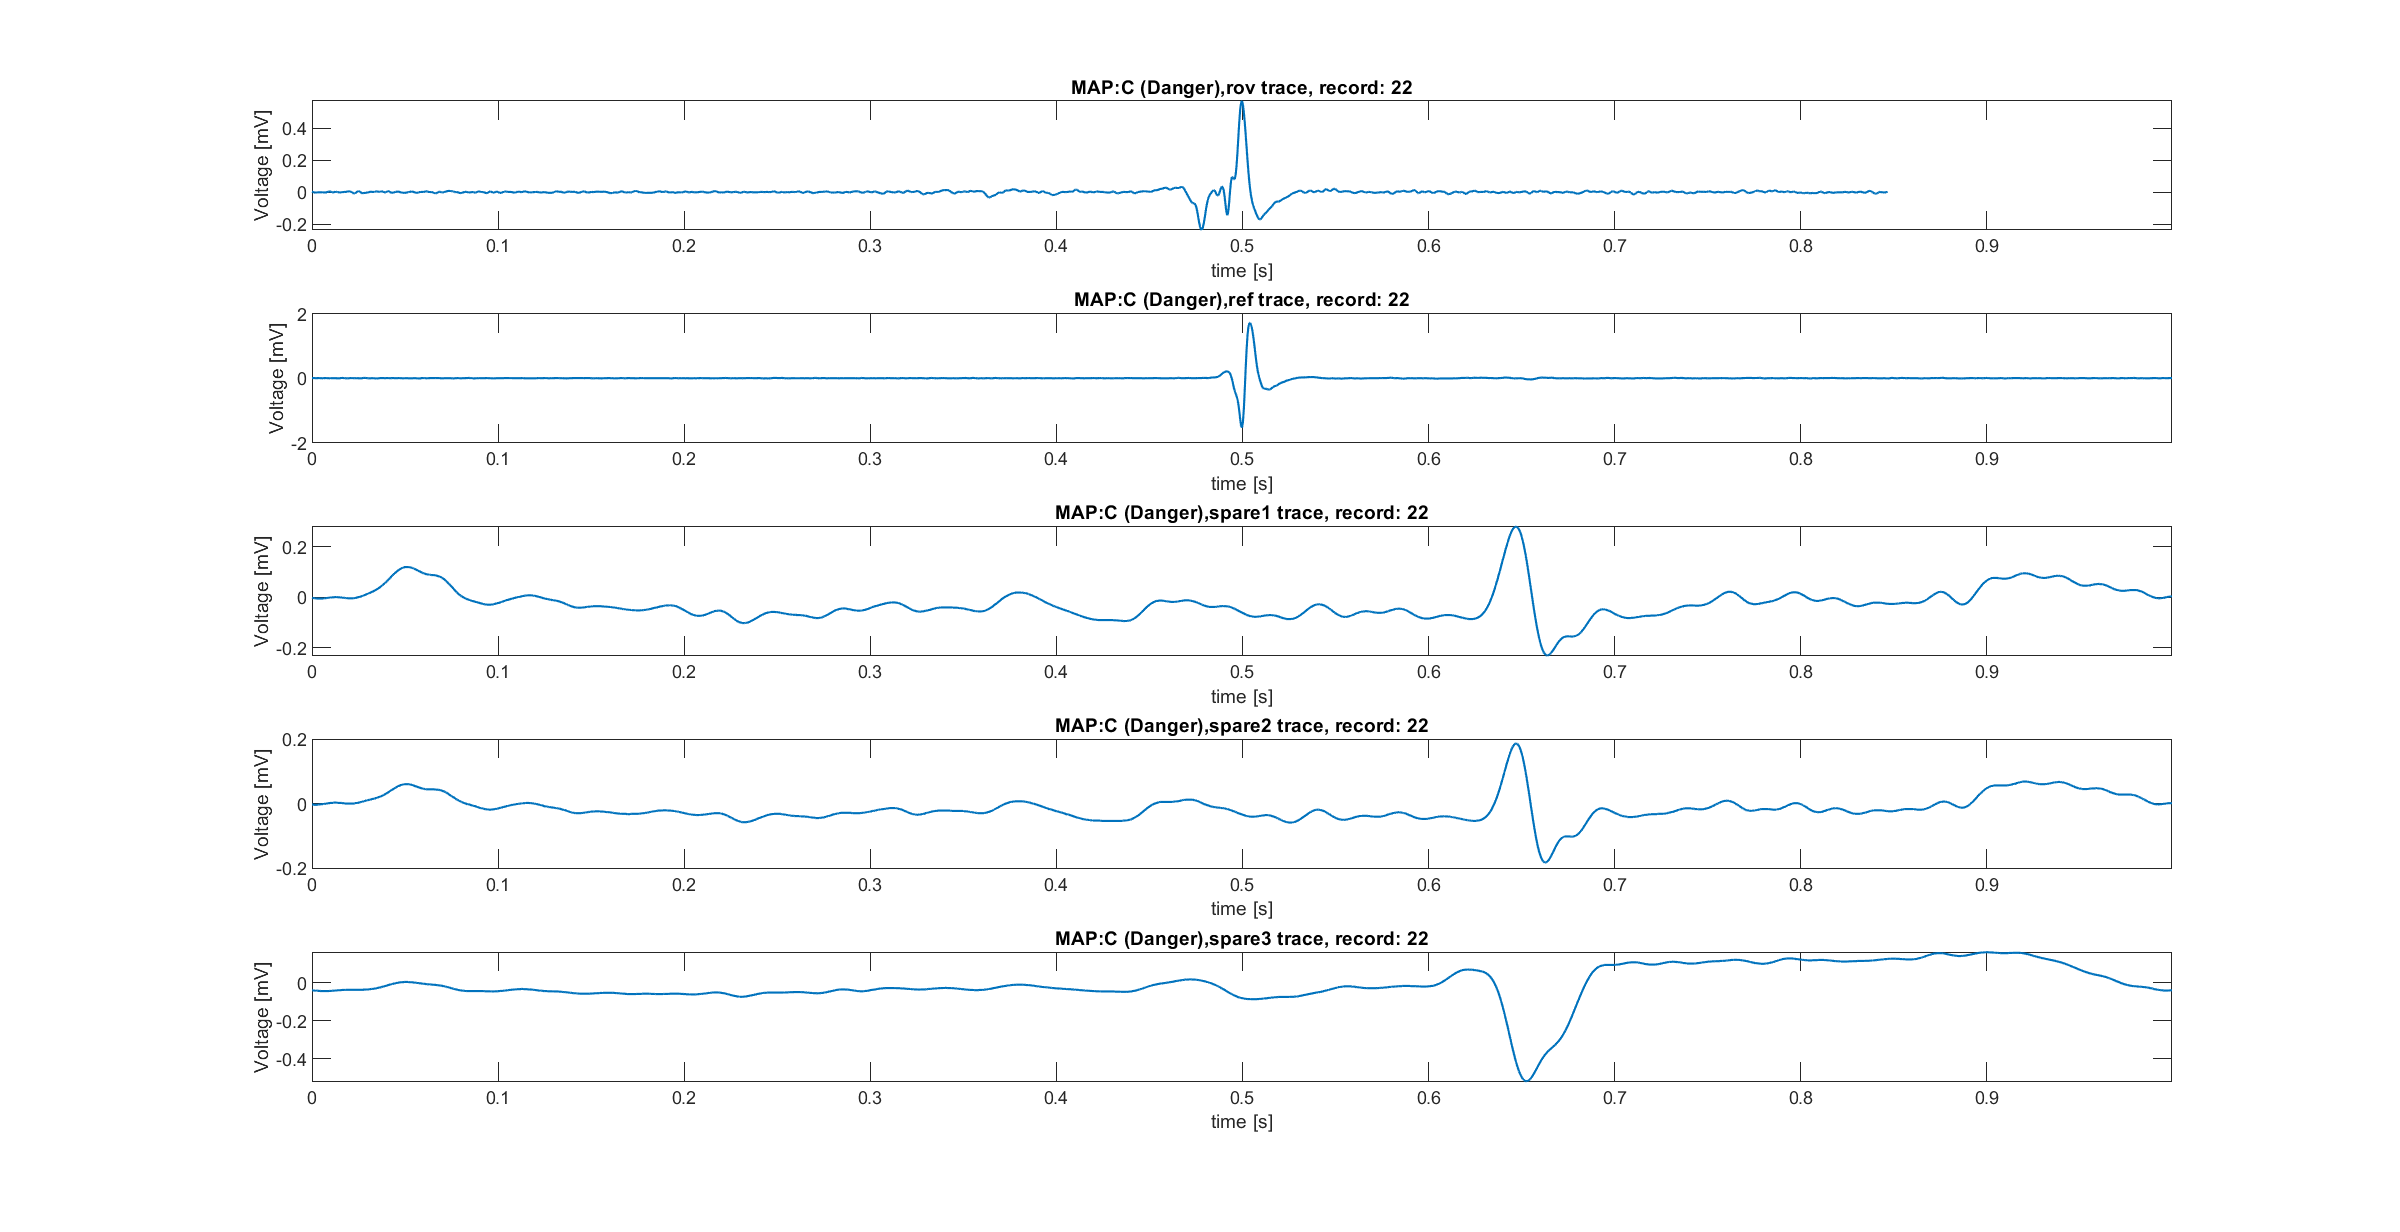 MAP:C (Danger),rov trace, record: 22
Voltage [mV]
0.4
0.2
0
-0.2
0 0.1 0.2 0.3 0.4 0.5 0.6 0.7 0.8 0.9
time [s]
MAP:C (Danger),ref trace, record: 22
Voltage [mV]
2
0
-2
0 0.1 0.2 0.3 0.4 0.5 0.6 0.7 0.8 0.9
time [s]
MAP:C (Danger),spare1 trace, record: 22
Voltage [mV]
0.2
0
-0.2
0 0.1 0.2 0.3 0.4 0.5 0.6 0.7 0.8 0.9
time [s]
MAP:C (Danger),spare2 trace, record: 22
Voltage [mV]
0.2
0
-0.2
0 0.1 0.2 0.3 0.4 0.5 0.6 0.7 0.8 0.9
time [s]
MAP:C (Danger),spare3 trace, record: 22
Voltage [mV]
0
-0.2
-0.4
0 0.1 0.2 0.3 0.4 0.5 0.6 0.7 0.8 0.9
time [s]